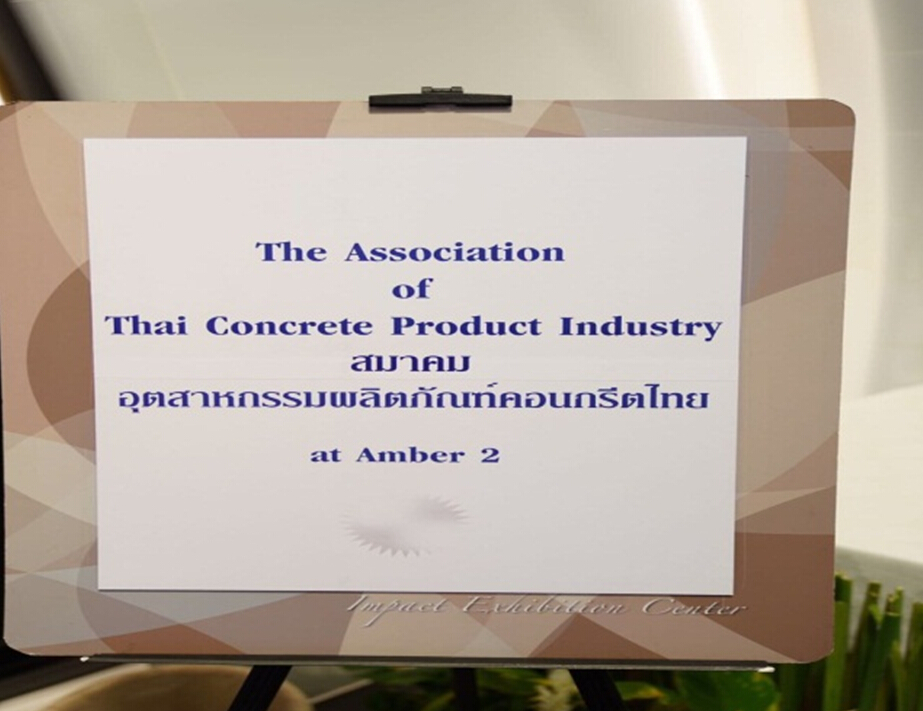 The Association
of
Thai Concrete Product Industry
สมาคม
อุตสาหกรรมผลิตภัณฑ์คอนกรีตไทย
at Amber 2
Impact Exhibition Center